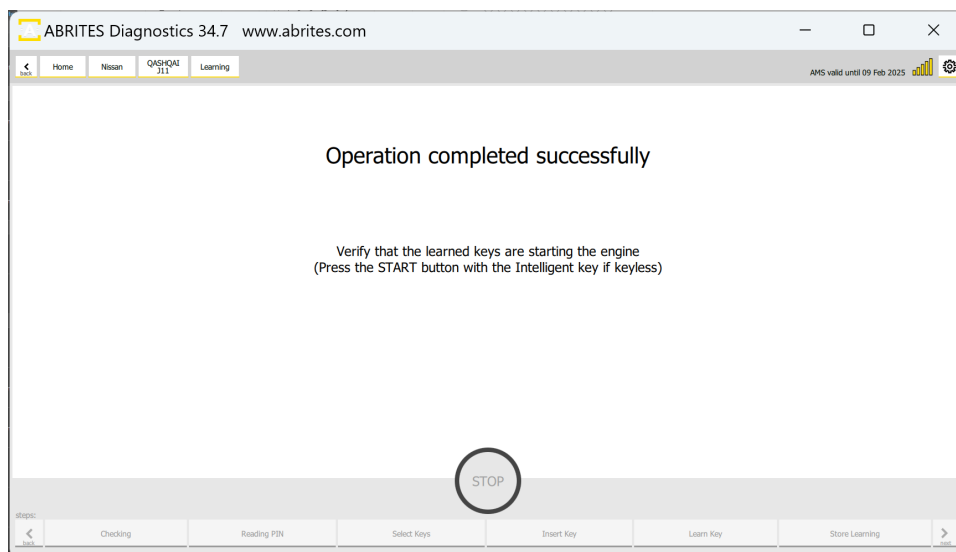 ABRITES Diagnostics 34.7 www.abrites.com
back
Home
Nissan
QASHQAI
J11
Learning
AMS valid until 09 Feb 2025
Operation completed successfully
Verify that the learned keys are starting the engine
(Press the START button with the Intelligent key if keyless)
STOP
steps:
back
Checking
Reading PIN
Select Keys
Insert Key
Learn Key
Store Learning
next